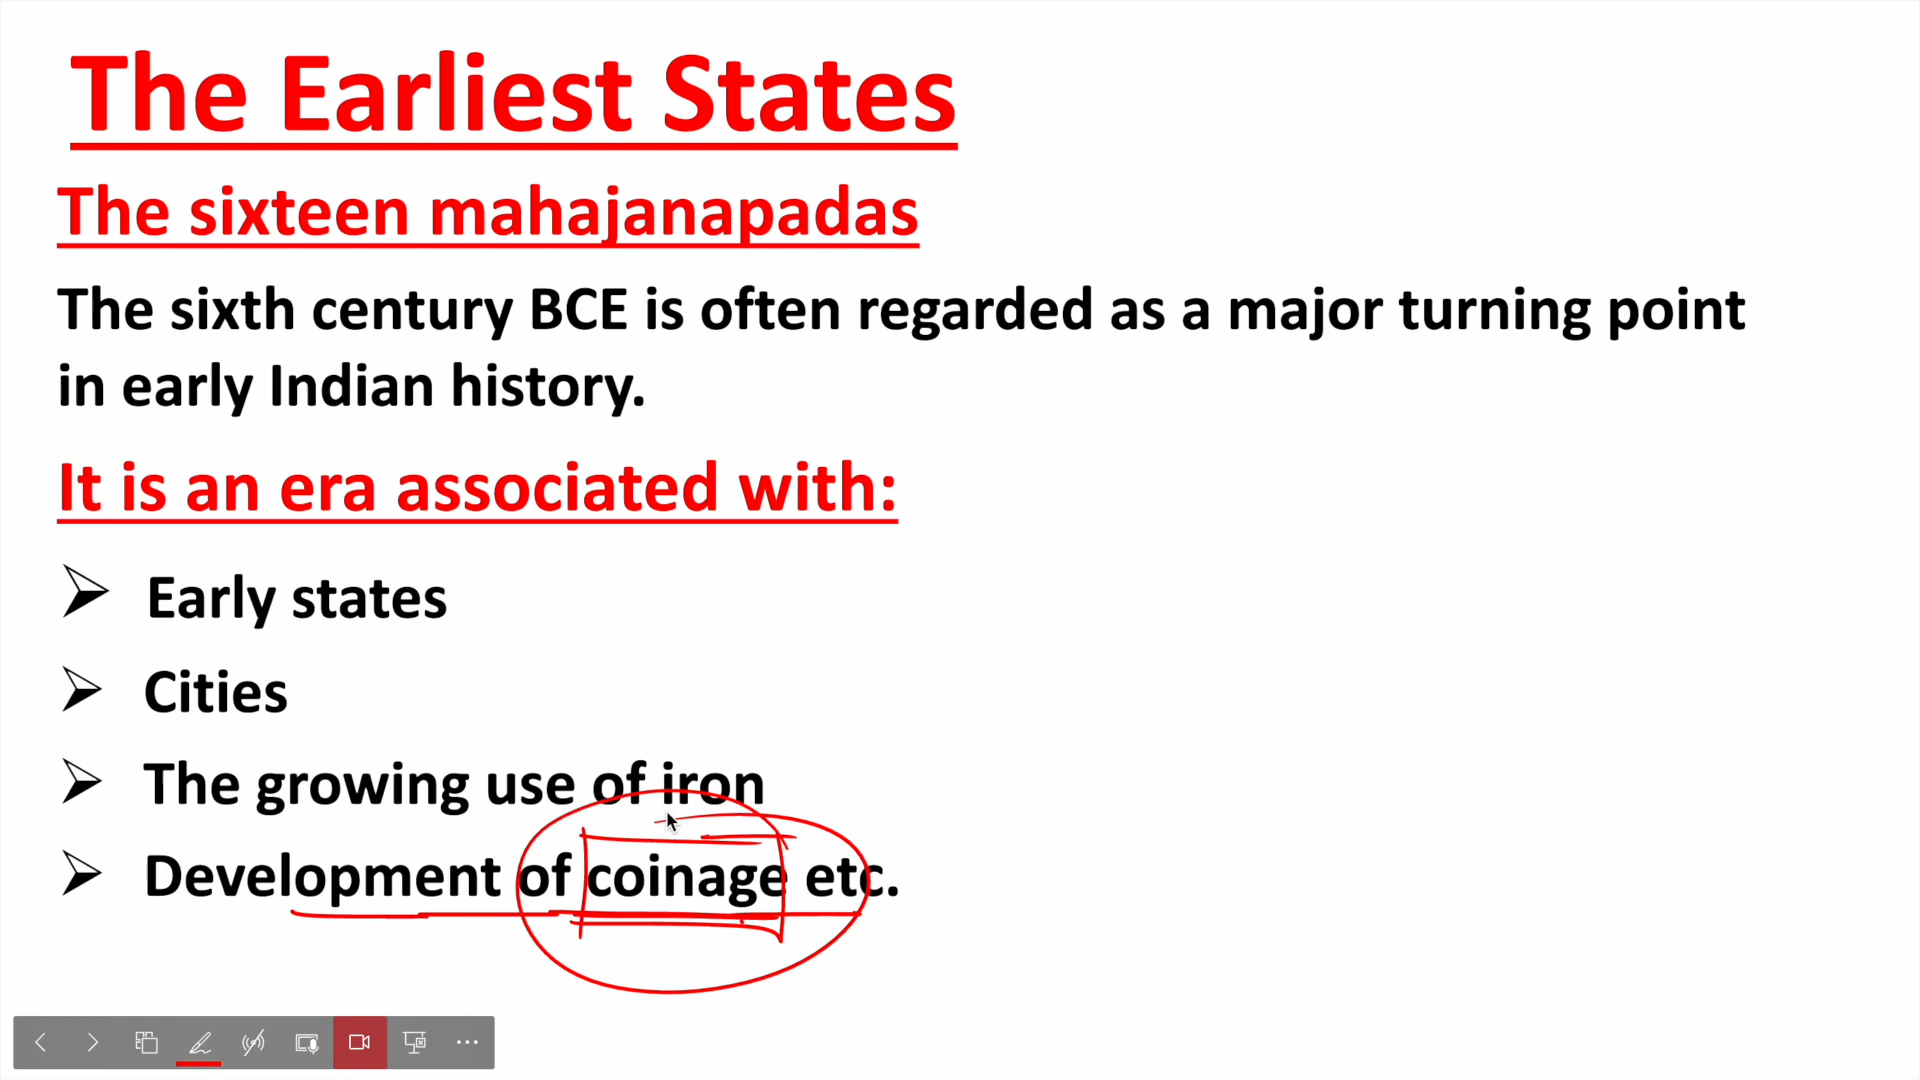 The Earliest States
The sixteen mahajanapadas
The sixth century BCE is often regarded as a major turning point
in early Indian history.
It is an era associated with:
Early states
Cities
The growing use of iron
Development of coinage etc.